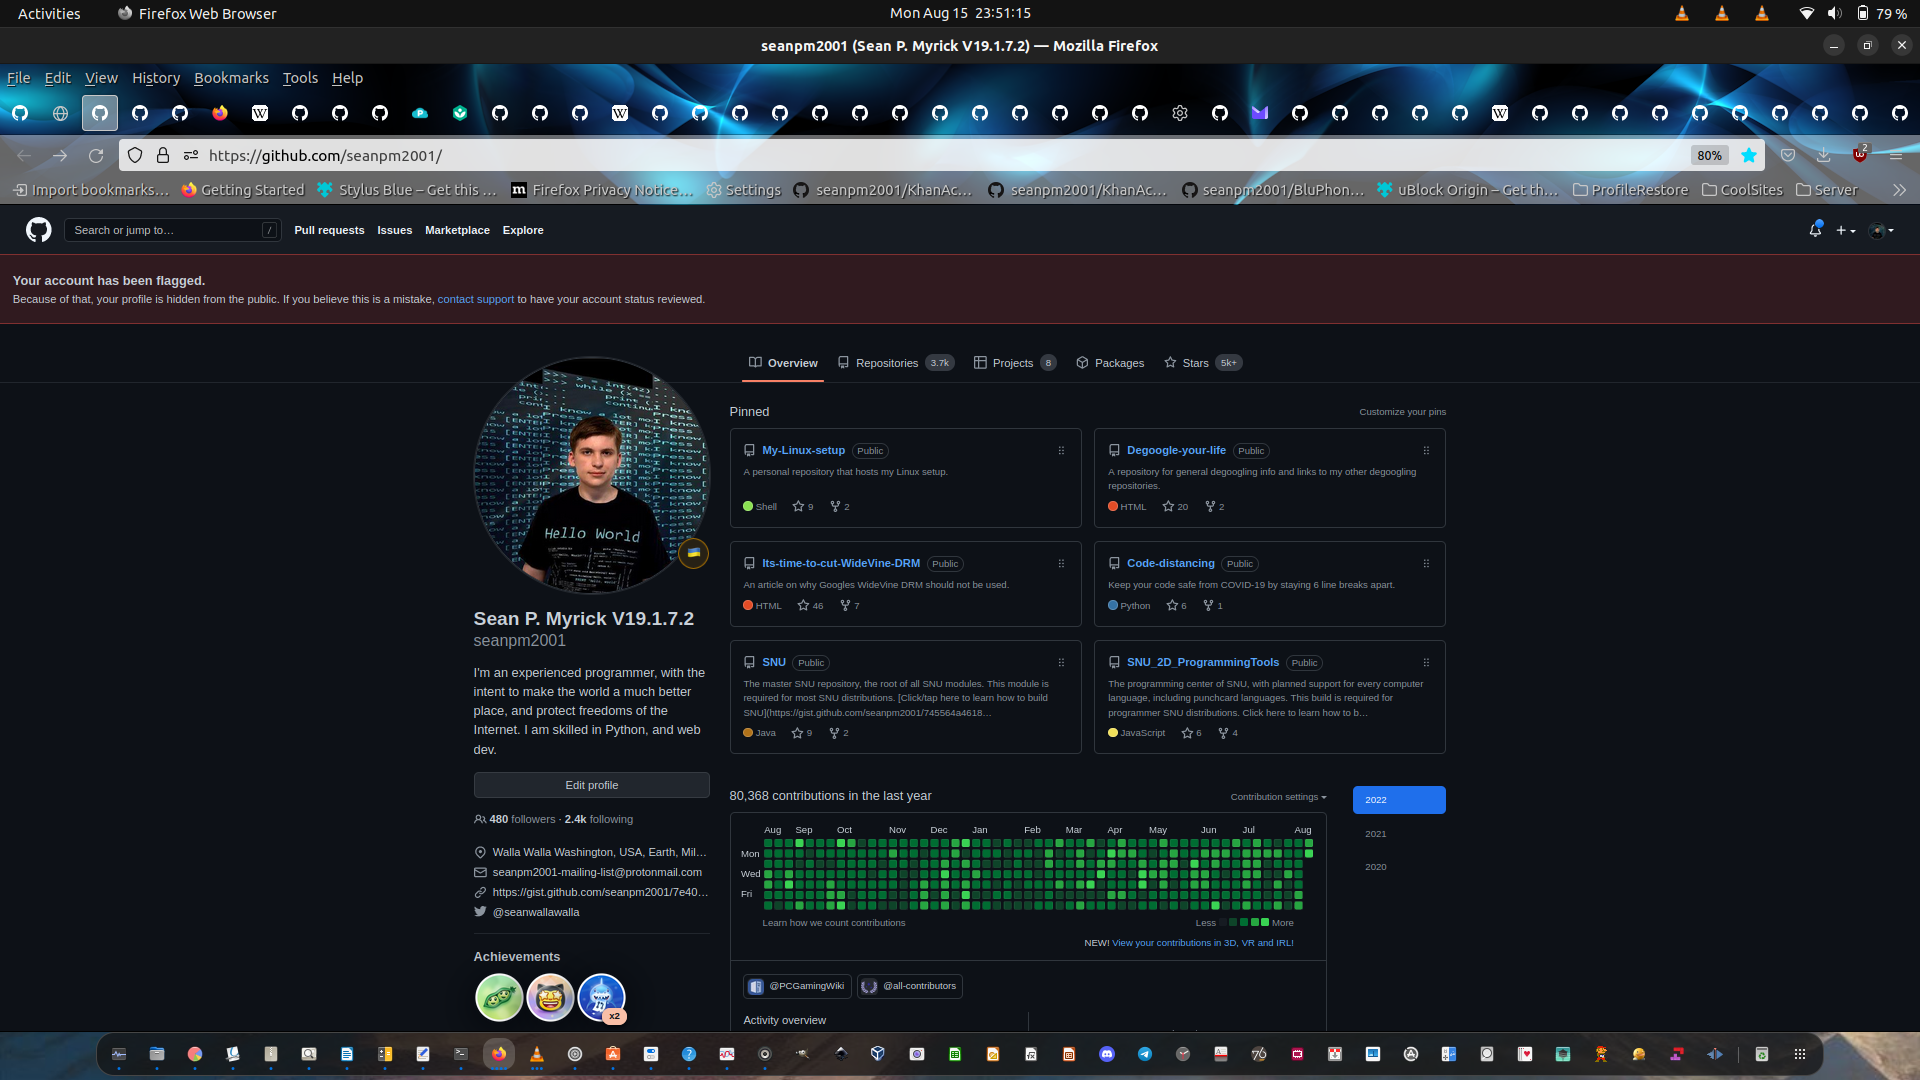 Activities
Firefox Web Browser
Mon Aug 15 23:51:15
79 %
seanpm2001 (Sean P. Myrick V19.1.7.2) — Mozilla Firefox
File Edit View History Bookmarks Tools Help
https://github.com/seanpm2001/
80%
2
Import bookmarks…
Getting Started
Stylus Blue – Get this …
Firefox Privacy Notice…
Settings
seanpm2001/KhanAc…
seanpm2001/KhanAc…
seanpm2001/BluPhon…
uBlock Origin – Get th…
ProfileRestore
CoolSites
Server
Search or jump to…
/
Pull requests
Issues
Marketplace
Explore
Your account has been flagged.
Because of that, your profile is hidden from the public. If you believe this is a mistake, contact support to have your account status reviewed.
Overview
Repositories 3.7k
Projects 8
Packages
Stars 5k+
Hello World
Sean P. Myrick V19.1.7.2
seanpm2001
I'm an experienced programmer, with the
intent to make the world a much better
place, and protect freedoms of the
Internet. I am skilled in Python, and web
dev.
Edit profile
480 followers · 2.4k following
Walla Walla Washington, USA, Earth, Mil…
seanpm2001-mailing-list@protonmail.com
https://gist.github.com/seanpm2001/7e40…
@seanwallawalla
Achievements
x2
Pinned
Customize your pins
My-Linux-setup Public
A personal repository that hosts my Linux setup.
Shell 9 2
Degoogle-your-life Public
A repository for general degoogling info and links to my other degoogling
repositories.
HTML 20 2
Its-time-to-cut-WideVine-DRM Public
An article on why Googles WideVine DRM should not be used.
HTML 46 7
Code-distancing Public
Keep your code safe from COVID-19 by staying 6 line breaks apart.
Python 6 1
SNU Public
The master SNU repository, the root of all SNU modules. This module is
required for most SNU distributions. [Click/tap here to learn how to build
SNU](https://gist.github.com/seanpm2001/745564a4618…
Java 9 2
SNU_2D_ProgrammingTools Public
The programming center of SNU, with planned support for every computer
language, including punchcard languages. This build is required for
programmer SNU distributions. Click here to learn how to b…
JavaScript 6 4
80,368 contributions in the last year
Contribution settings
2022
2021
2020
Aug Sep Oct Nov Dec Jan Feb Mar Apr May Jun Jul Aug
Mon
Wed
Fri
Learn how we count contributions
Less More
NEW! View your contributions in 3D, VR and IRL!
@PCGamingWiki
@all-contributors
Activity overview